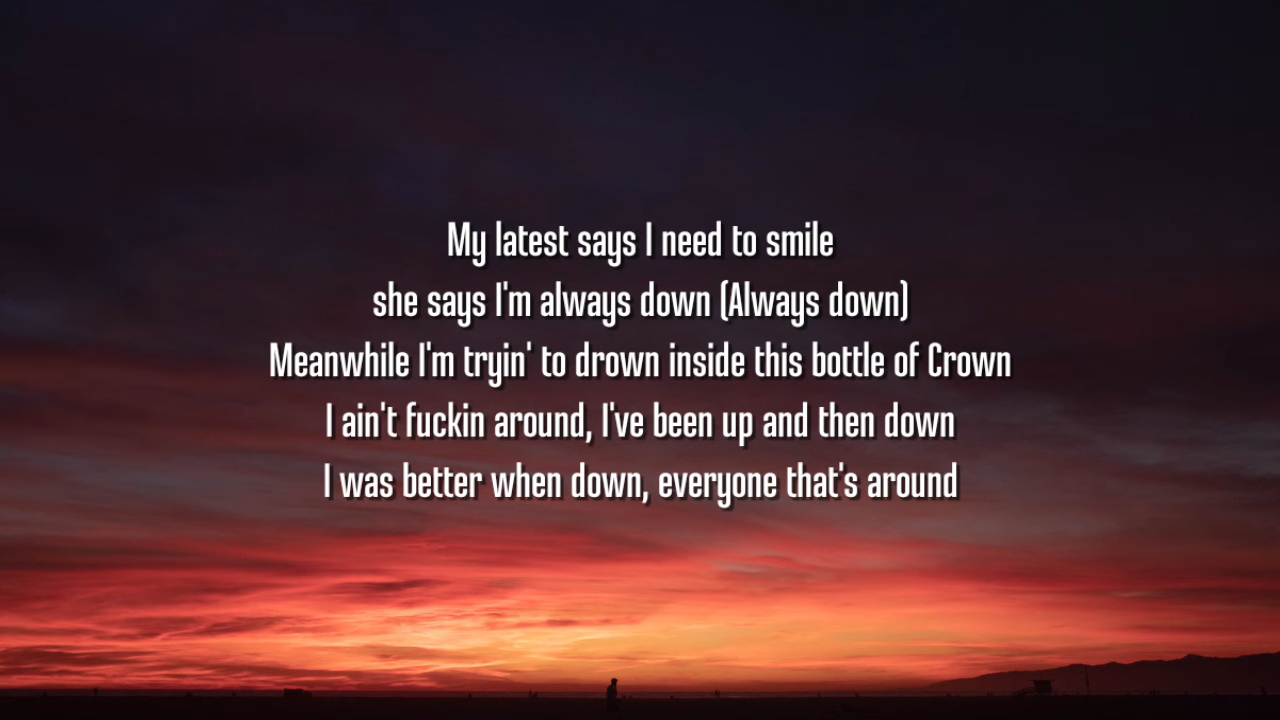 My latest says I need to smile
she says I'm always down (Always down)
Meanwhile I'm tryin' to drown inside this bottle of Crown
I ain't fuckin around, I've been up and then down
I was better when down, everyone that's around